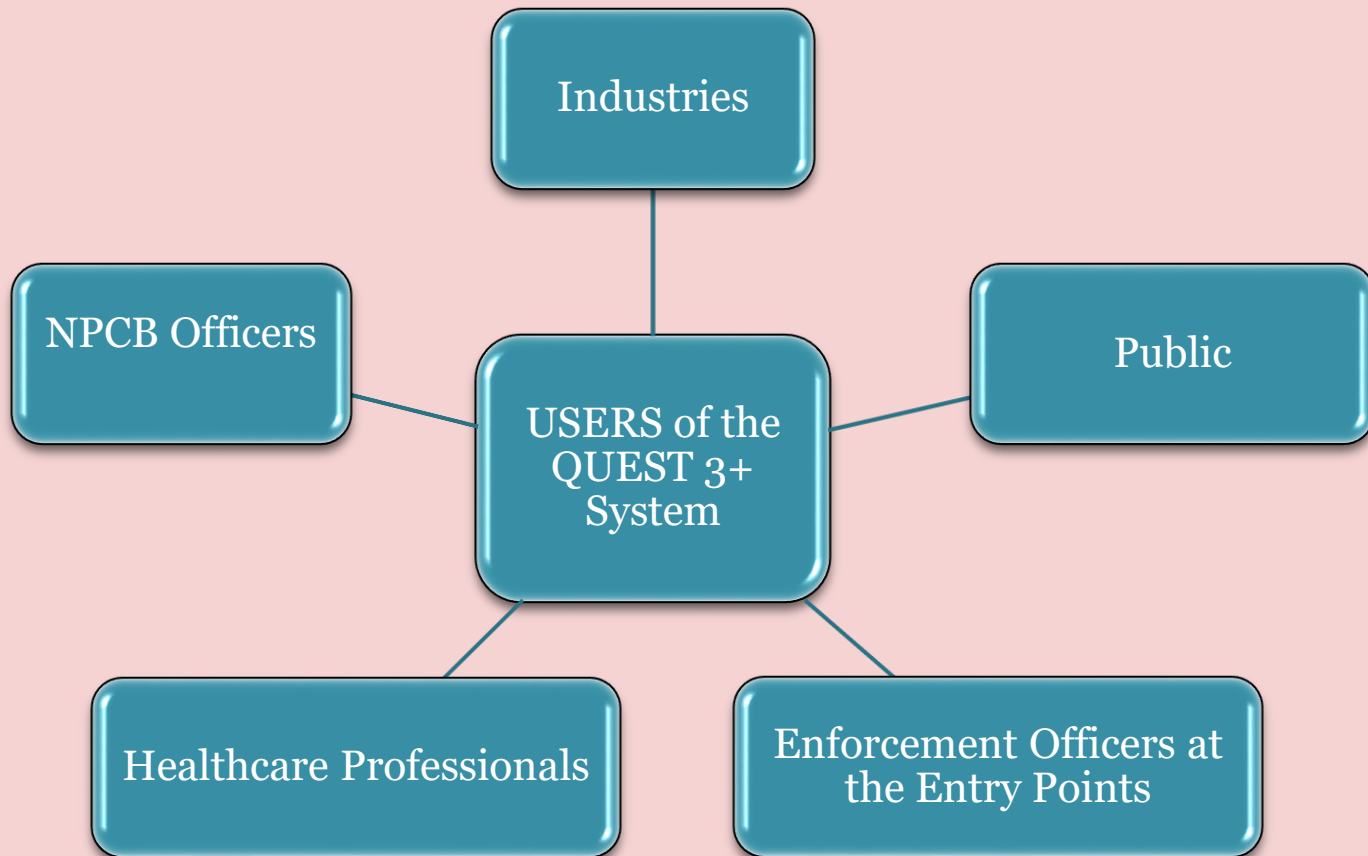 Industries
NPCB Officers
Public
USERS of the
QUEST 3+
System
Healthcare Professionals
Enforcement Officers at
the Entry Points